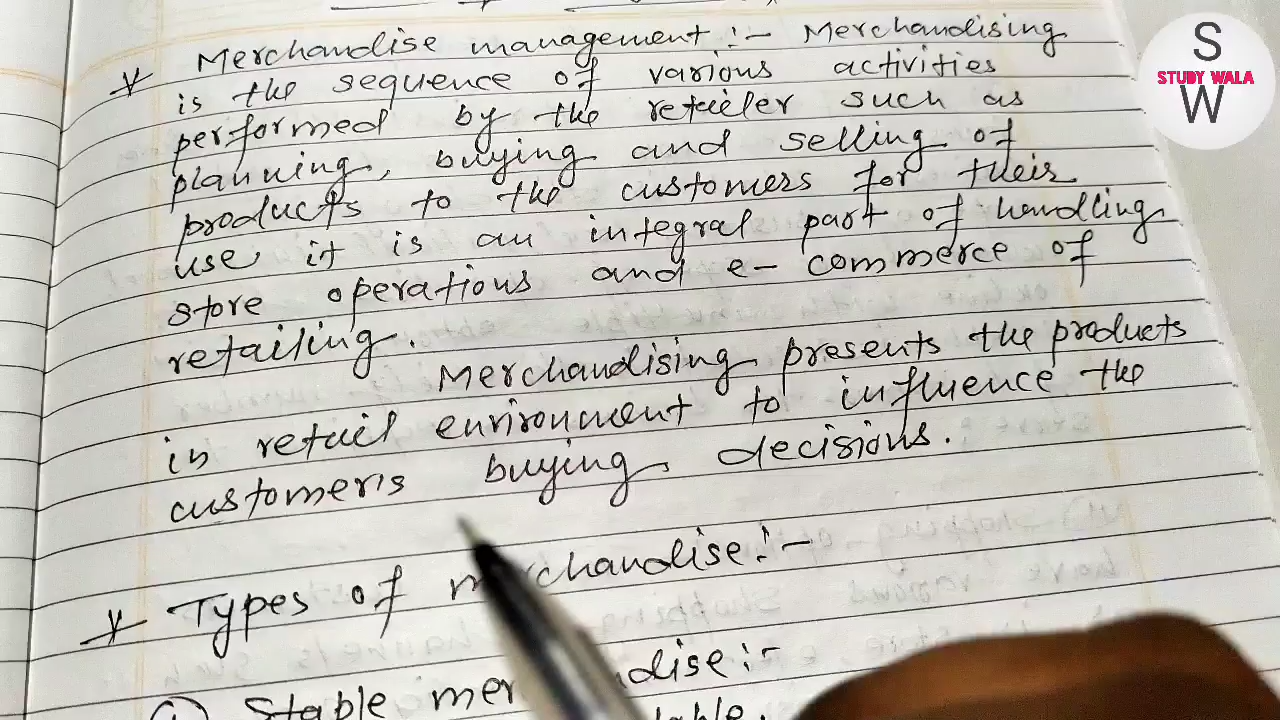 Merchandise management :- Merchandising
is the sequence of various activities
performed by the retailer such as
planning, buying and selling of
products to the customers for their
use, it is an integral part of handling
store operations and e-commerce of
retailing.
Merchandising presents the products
in retail environment to influence the
customer's buying decisions.
Types of merchandise :-
Stable
S
STUDY WALA
W